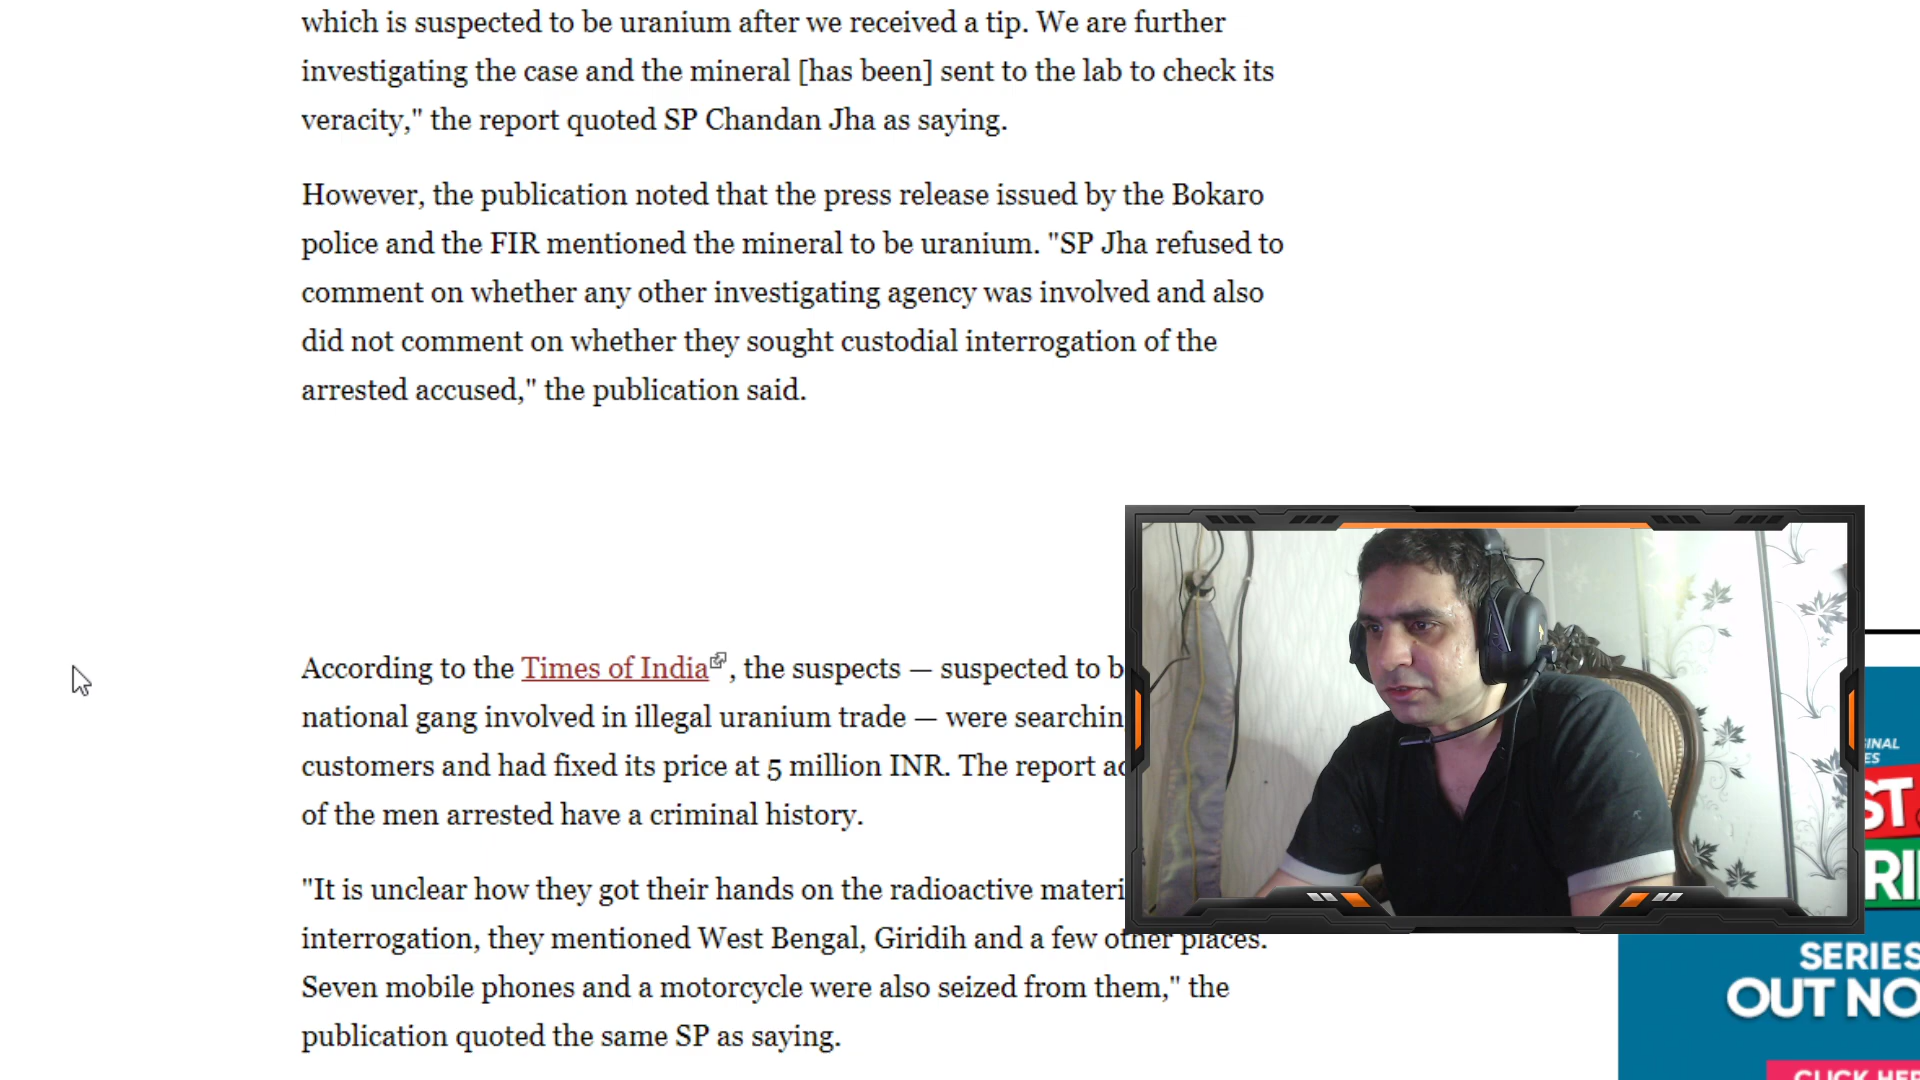 which is suspected to be uranium after we received a tip. We are further
investigating the case and the mineral [has been] sent to the lab to check its
veracity," the report quoted SP Chandan Jha as saying.
However, the publication noted that the press release issued by the Bokaro
police and the FIR mentioned the mineral to be uranium. "SP Jha refused to
comment on whether any other investigating agency was involved and also
did not comment on whether they sought custodial interrogation of the
arrested accused," the publication said.
According to the Times of India, the suspects — suspected to
national gang involved in illegal uranium trade — were
customers and had fixed its price at 5 million INR. The report
of the men arrested have a criminal history.
"It is unclear how they got their hands on the radioactive
interrogation, they mentioned West Bengal, Giridih and a few other places.
Seven mobile phones and a motorcycle were also seized from them," the
publication quoted the same SP as saying.
SERIES
OUT
CLICK